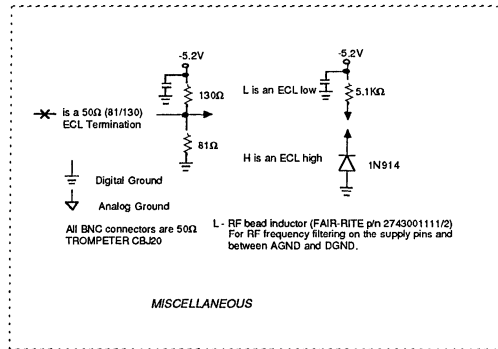 -5.2V
130Ω
is a 50Ω (81/130)
ECL Termination
81Ω
Digital Ground
Analog Ground
All BNC connectors are 50Ω
TROMPETER CBJ20
-5.2V
L is an ECL low
5.1KΩ
H is an ECL high
1N914
L - RF bead inductor (FAIR-RITE p/n 2743001111/2)
For RF frequency filtering on the supply pins and
between AGND and DGND.
MISCELLANEOUS